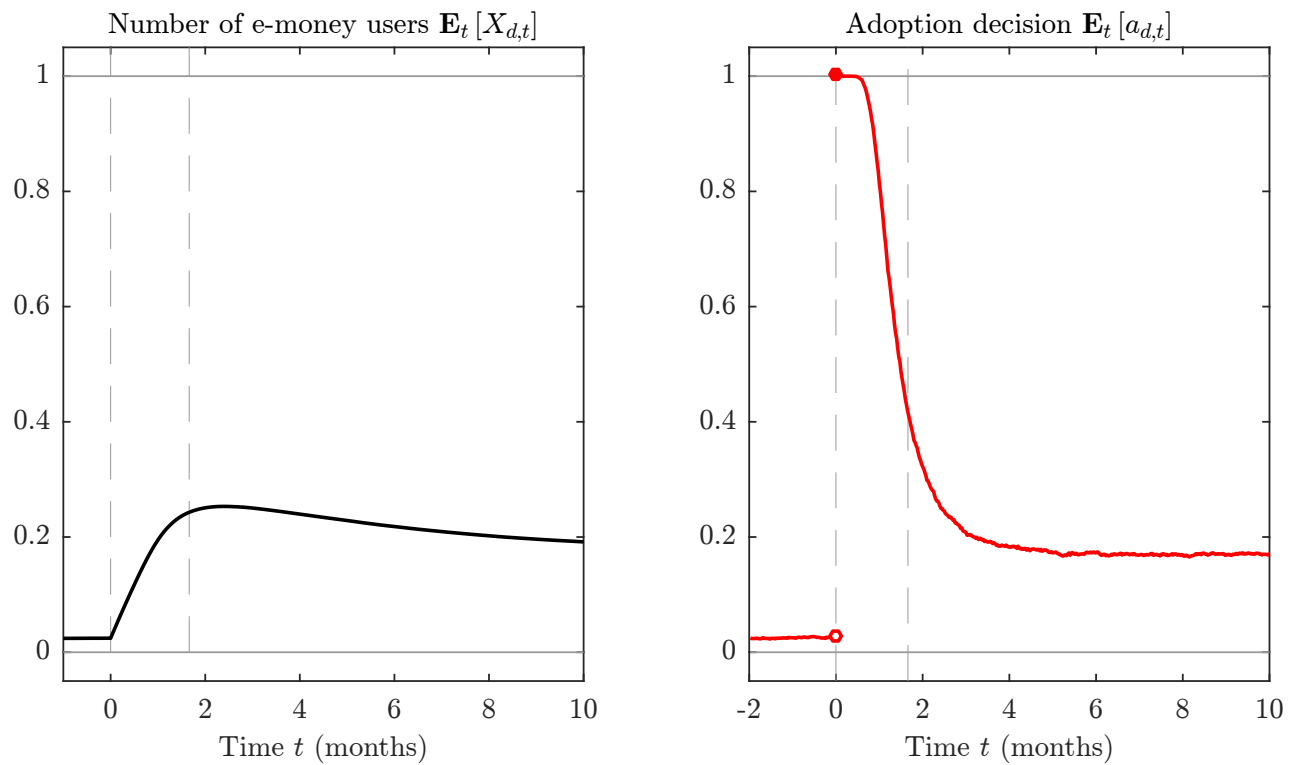 Number of e-money users 𝐄ₜ [X_{d,t}]
1
0.8
0.6
0.4
0.2
0
0 2 4 6 8 10
Time t (months)
Adoption decision 𝐄ₜ [a_{d,t}]
1
0.8
0.6
0.4
0.2
0
-2 0 2 4 6 8 10
Time t (months)